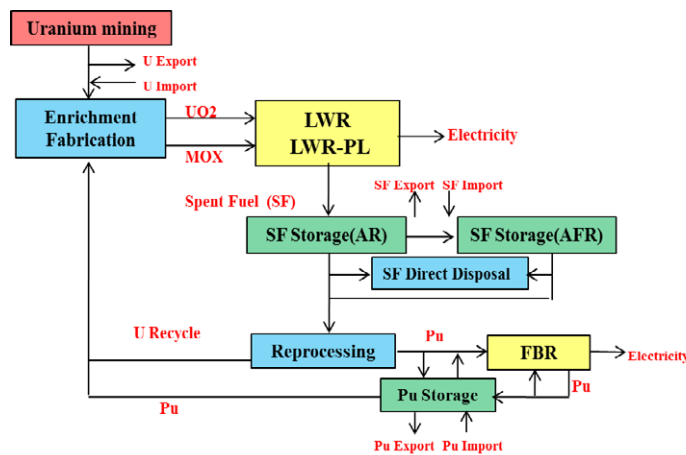 Uranium mining
U Export
U Import
Enrichment
Fabrication
UO2
MOX
LWR
LWR-PL
Electricity
Spent Fuel (SF)
SF Export
SF Import
SF Storage(AR)
SF Storage(AFR)
SF Direct Disposal
U Recycle
Reprocessing
Pu
FBR
Electricity
Pu
Pu Storage
Pu
Pu Export
Pu Import